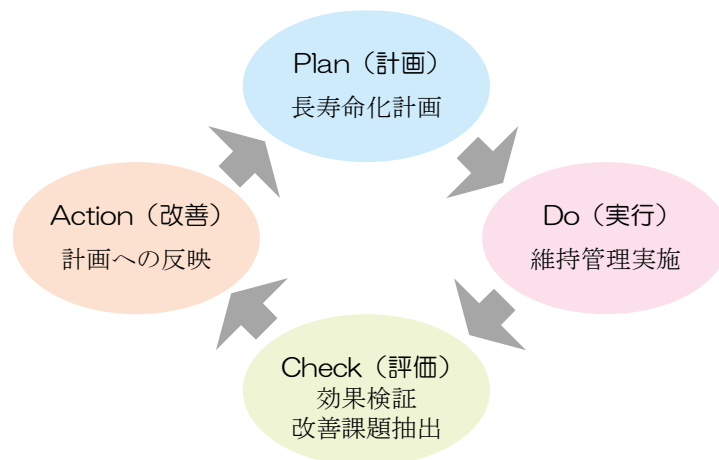 Plan（計画）
長寿命化計画
Do（実行）
維持管理実施
Check（評価）
効果検証
改善課題抽出
Action（改善）
計画への反映